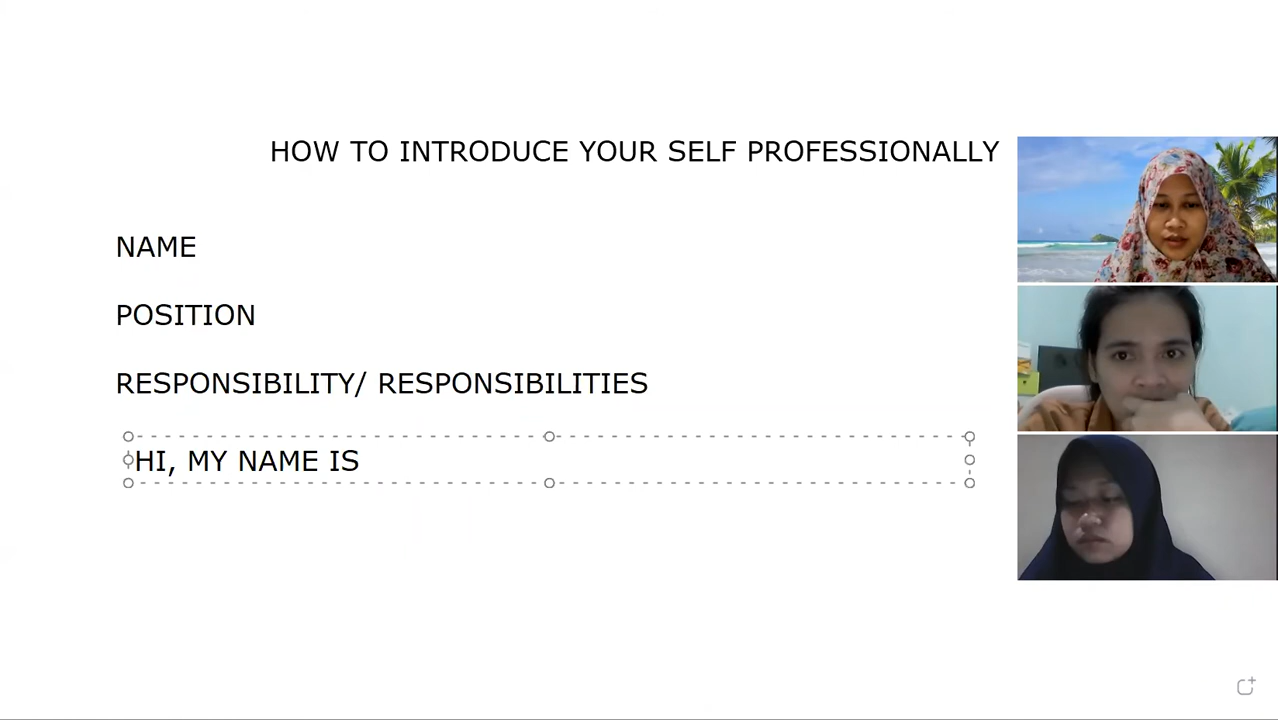 HOW TO INTRODUCE YOUR SELF PROFESSIONALLY
NAME
POSITION
RESPONSIBILITY/ RESPONSIBILITIES
HI, MY NAME IS